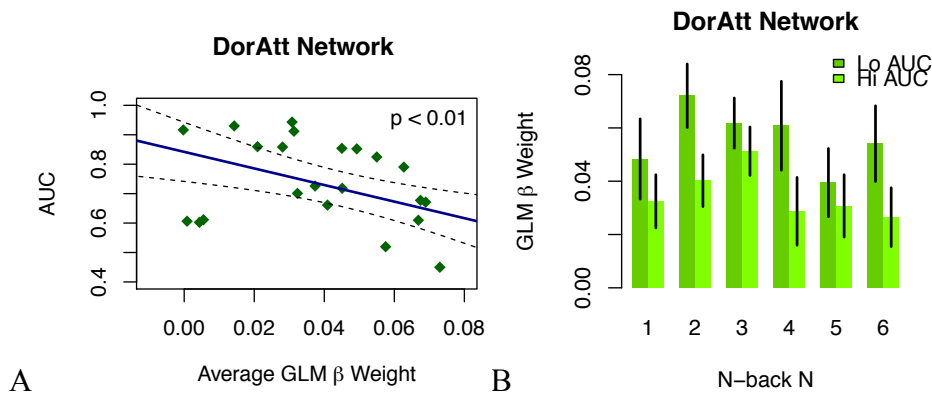 DorAtt Network
p < 0.01
AUC
0.4 0.6 0.8 1.0
0.00 0.02 0.04 0.06 0.08
Average GLM β Weight
A
DorAtt Network
Lo AUC
Hi AUC
GLM β Weight
0.00 0.04 0.08
1 2 3 4 5 6
N−back N
B